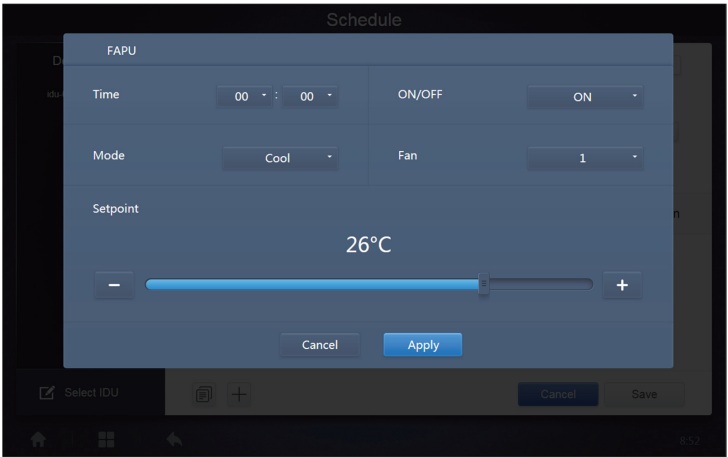 Schedule
FAPU
Time 00 : 00 ON/OFF ON
Mode Cool Fan 1
Setpoint
26°C
− +
Cancel Apply
Select IDU Cancel Save
8:52